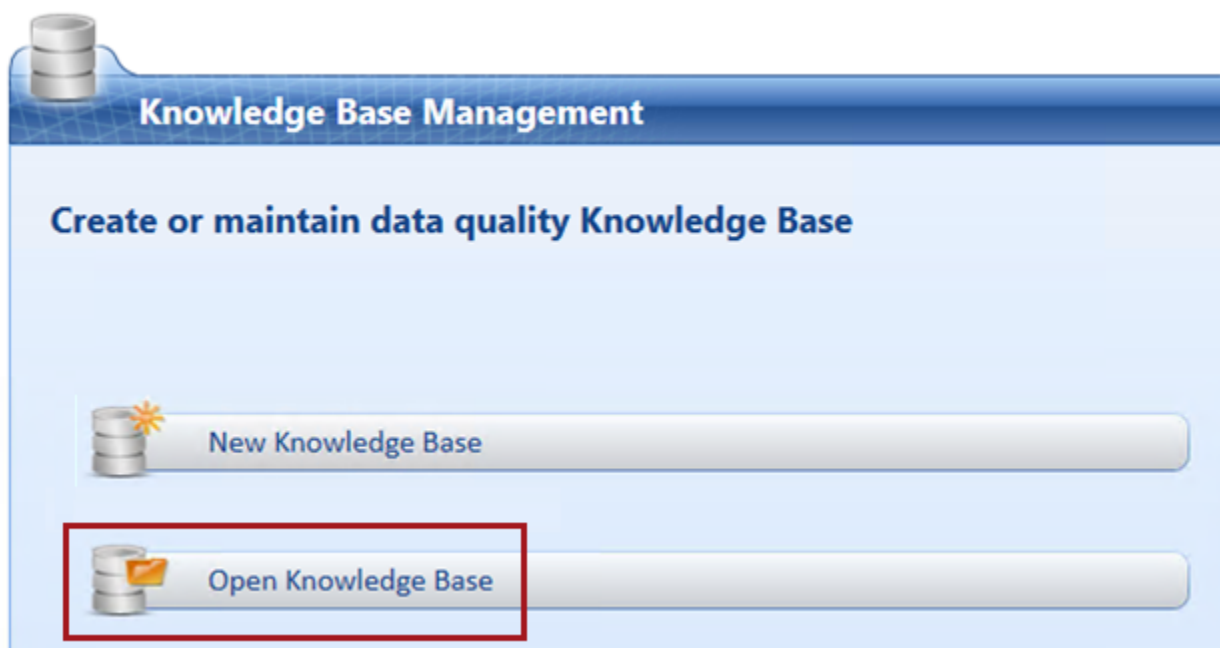 Knowledge Base Management
Create or maintain data quality Knowledge Base
New Knowledge Base
Open Knowledge Base